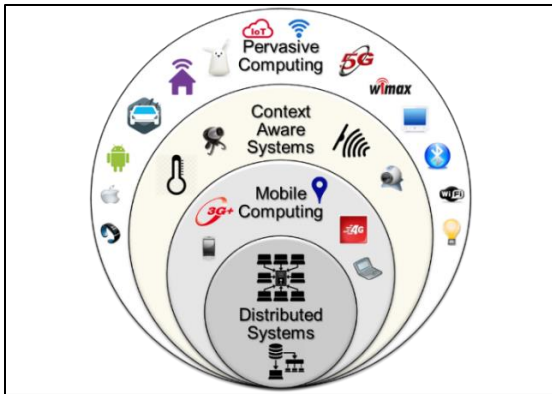 IoT
Pervasive
Computing
5G
wimax
Context
Aware
Systems
Mobile
Computing
3G+
4G
WiFi
Distributed
Systems